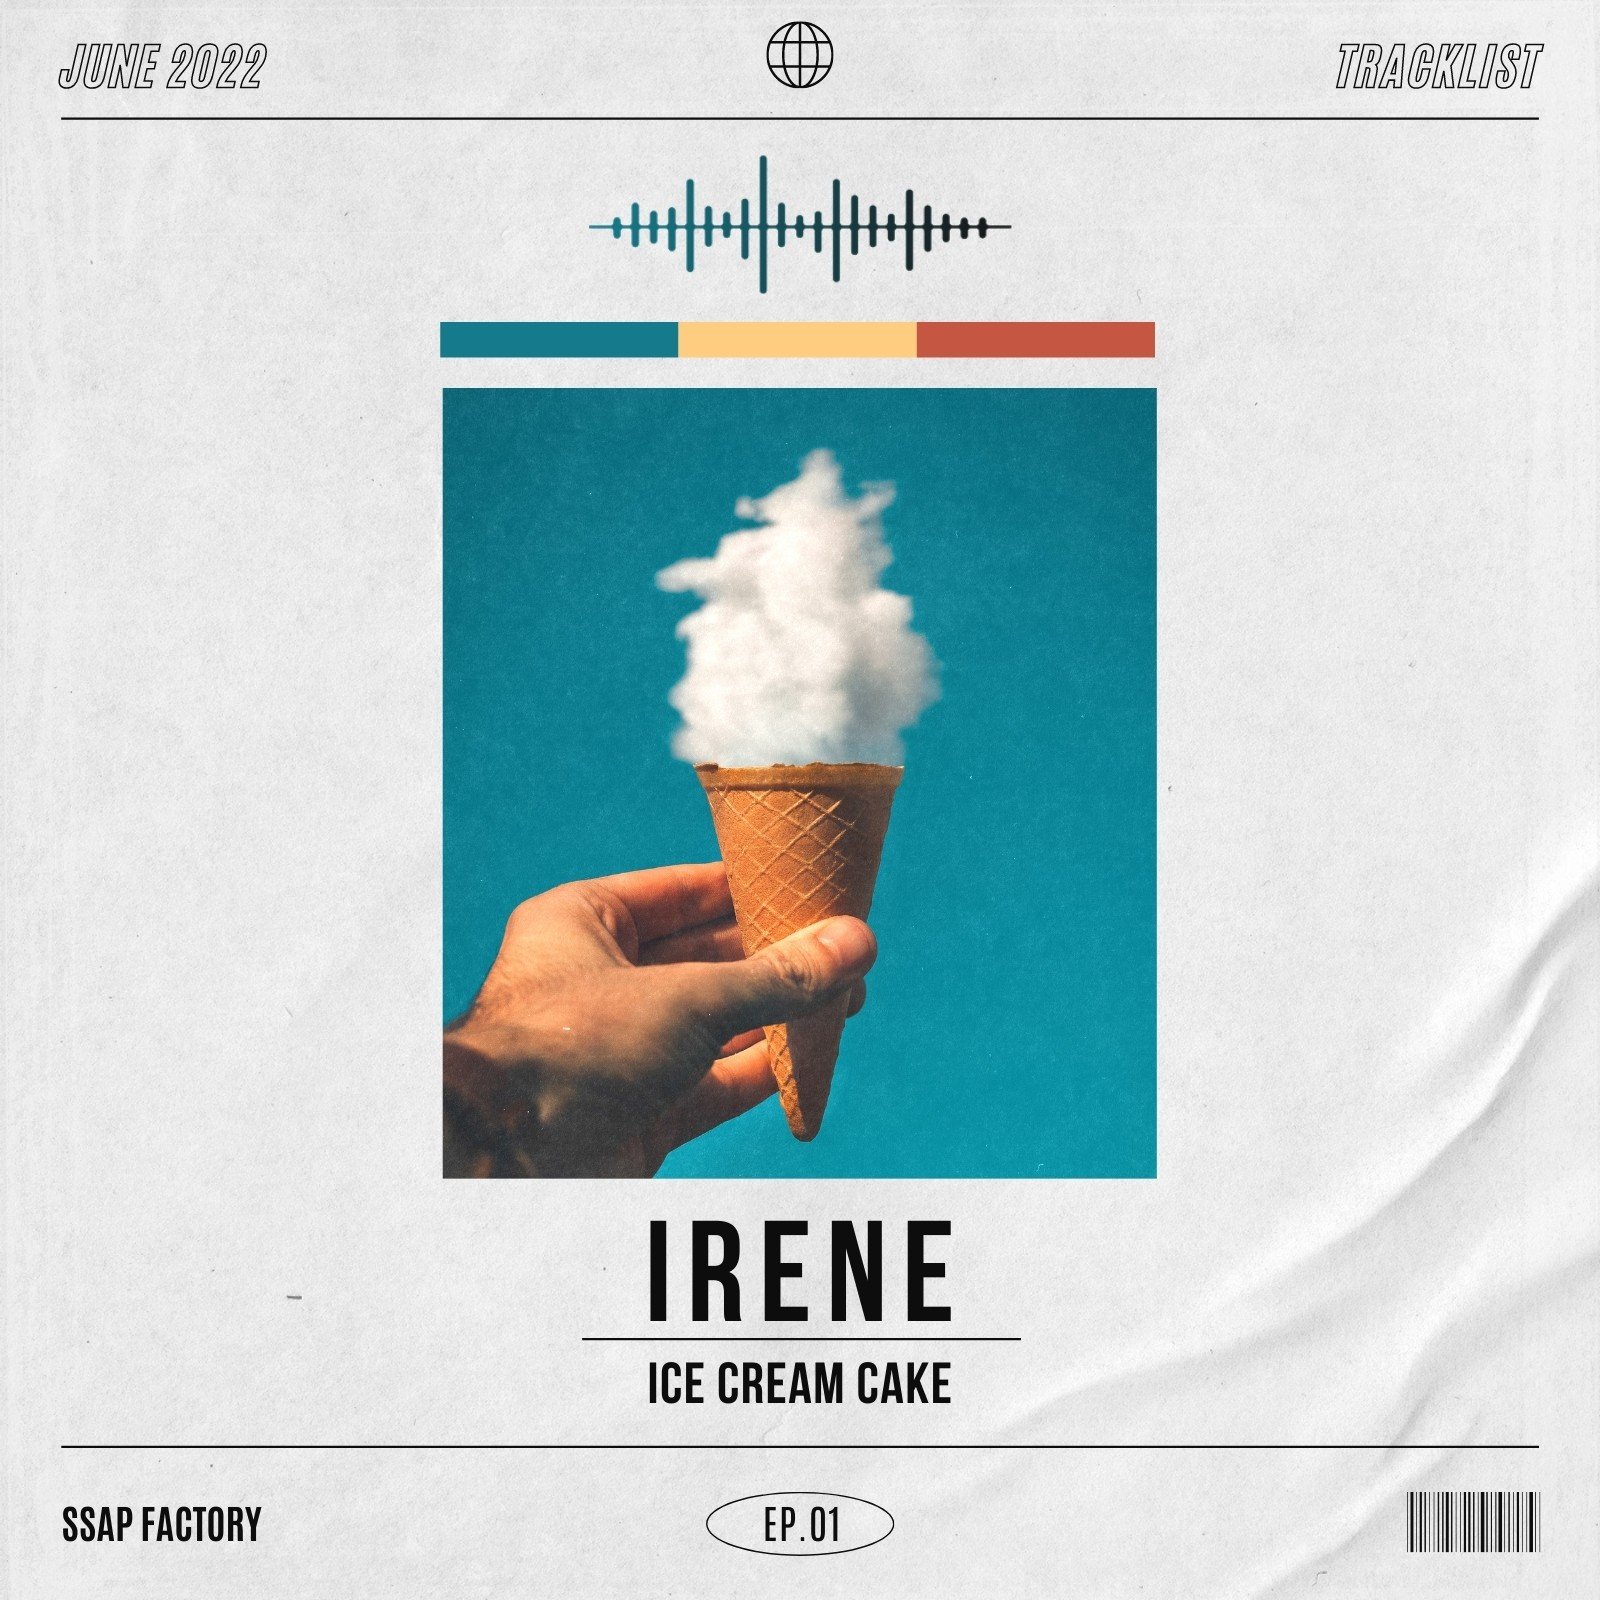 JUNE 2022
TRACKLIST
IRENE
ICE CREAM CAKE
SSAP FACTORY
EP.01